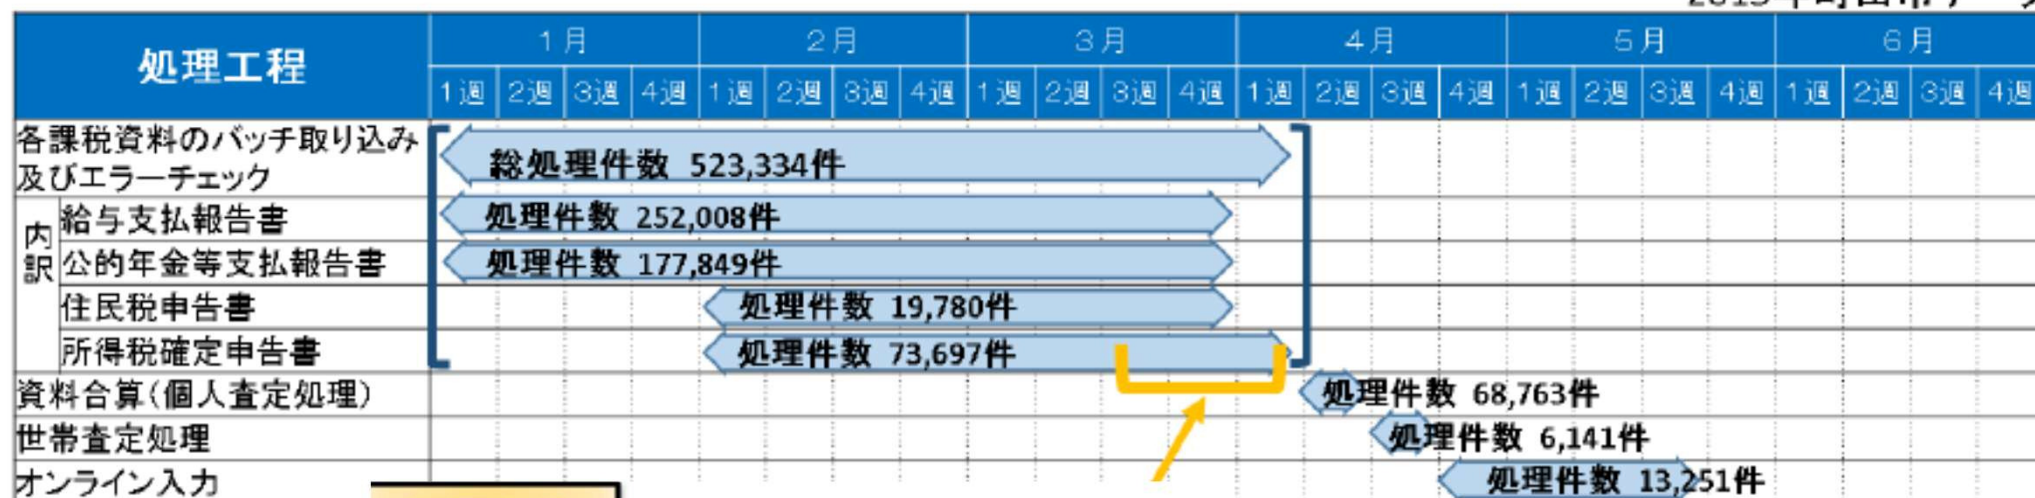 処理工程
1月 2月 3月 4月 5月 6月
1週 2週 3週 4週 1週 2週 3週 4週 1週 2週 3週 4週 1週 2週 3週 4週 1週 2週 3週 4週 1週 2週 3週 4週
各課税資料のバッチ取り込み
及びエラーチェック
総処理件数 523,334件
内訳
給与支払報告書 処理件数 252,008件
公的年金等支払報告書 処理件数 177,849件
住民税申告書 処理件数 19,780件
所得税確定申告書 処理件数 73,697件
資料合算(個人査定処理) 処理件数 68,763件
世帯査定処理 処理件数 6,141件
オンライン入力 処理件数 13,251件